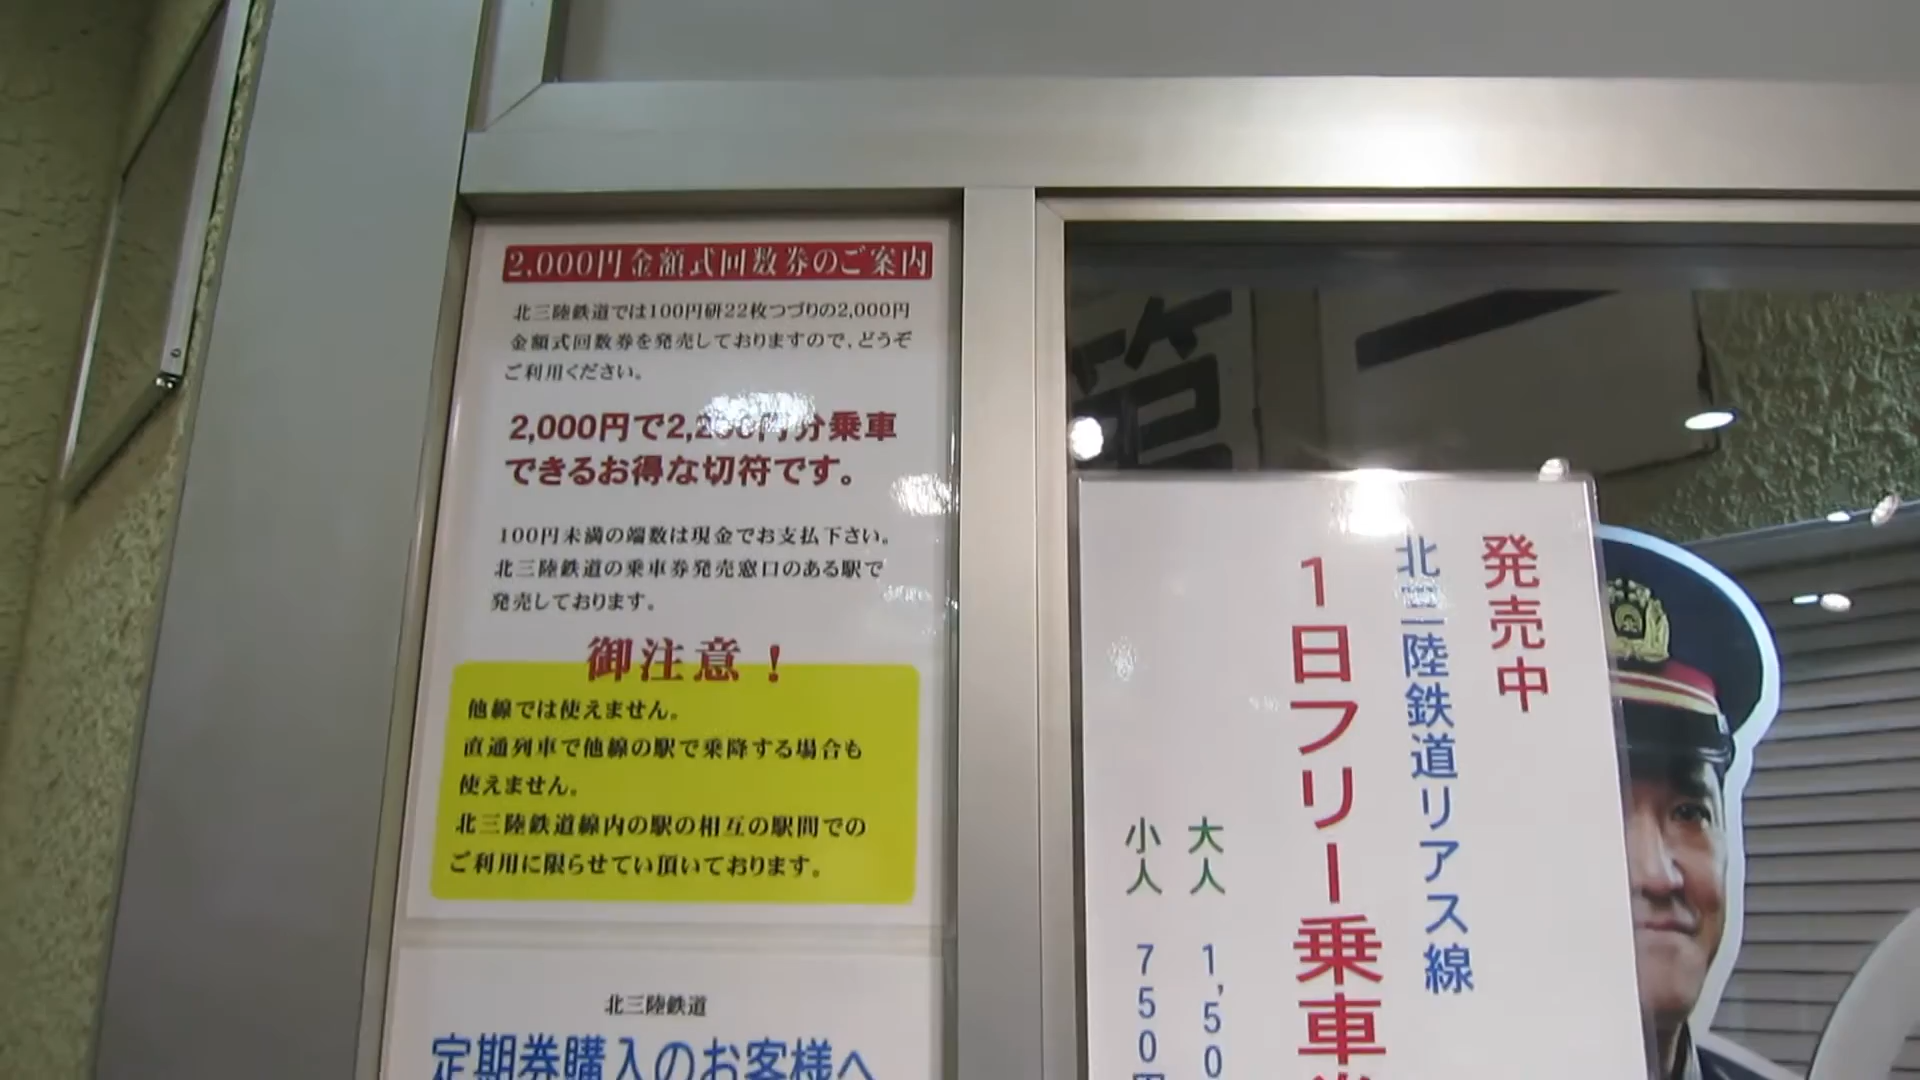 2,000円金額式回数券のご案内
北三陸鉄道では100円研22枚つづりの2,000円
金額式回数券を発売しておりますので、どうぞ
ご利用ください。
2,000円で2,200円分乗車
できるお得な切符です。
100円未満の端数は現金でお支払下さい。
北三陸鉄道の乗車券発売窓口のある駅で
発売しております。
御注意！
他線では使えません。
直通列車で他線の駅で乗降する場合も
使えません。
北三陸鉄道線内の駅の相互の駅間での
ご利用に限らせてい頂いております。
北三陸鉄道
定期券購入のお客様へ
発売中
北三陸鉄道リアス線
1日フリー乗車
大人 1,50
小人 750円